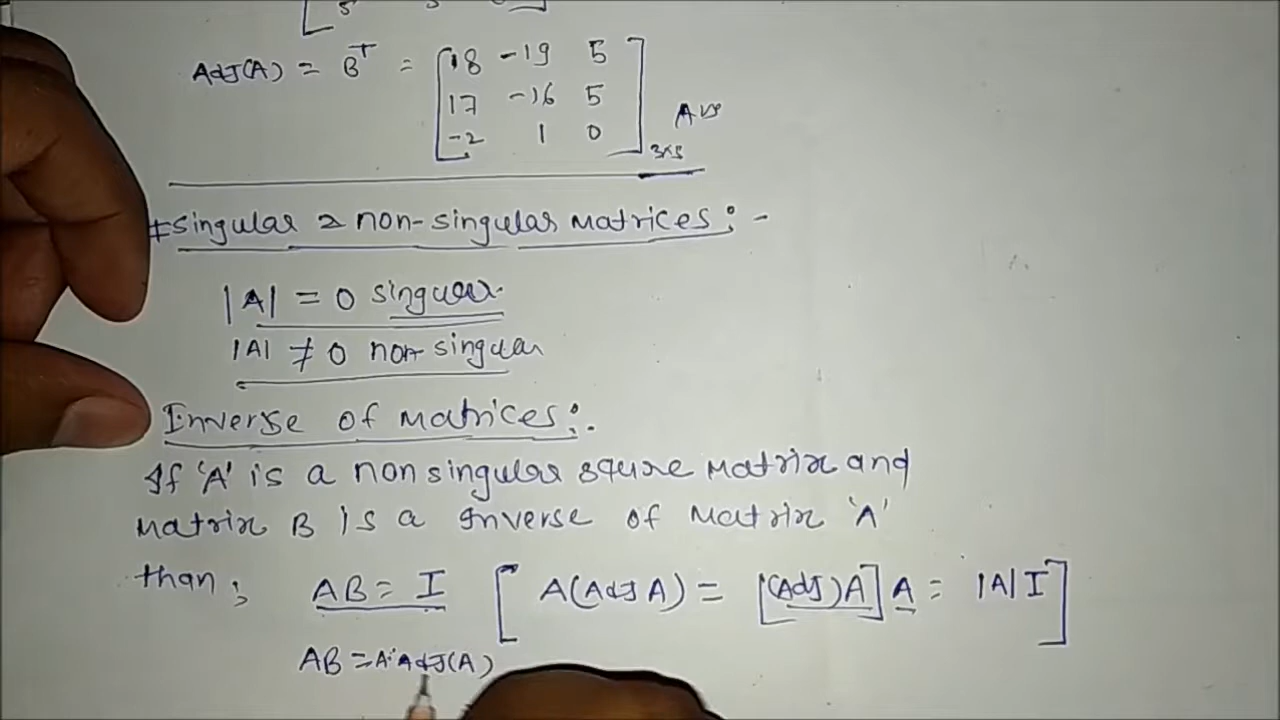 Adj(A) = B^T = [18 -19 5
17 -16 5
-2 1 0] 3x3 Ans
# Singular & non-singular Matrices :-
|A| = 0 singular
|A| ≠ 0 non singular
Inverse of Matrices :.
If 'A' is a non singular squre Matrix and
Matrix B is a Inverse of Matrix 'A'
than ; AB = I [ A(Adj A) = [(Adj)A] A = |A| I ]
AB = A·Adj(A)